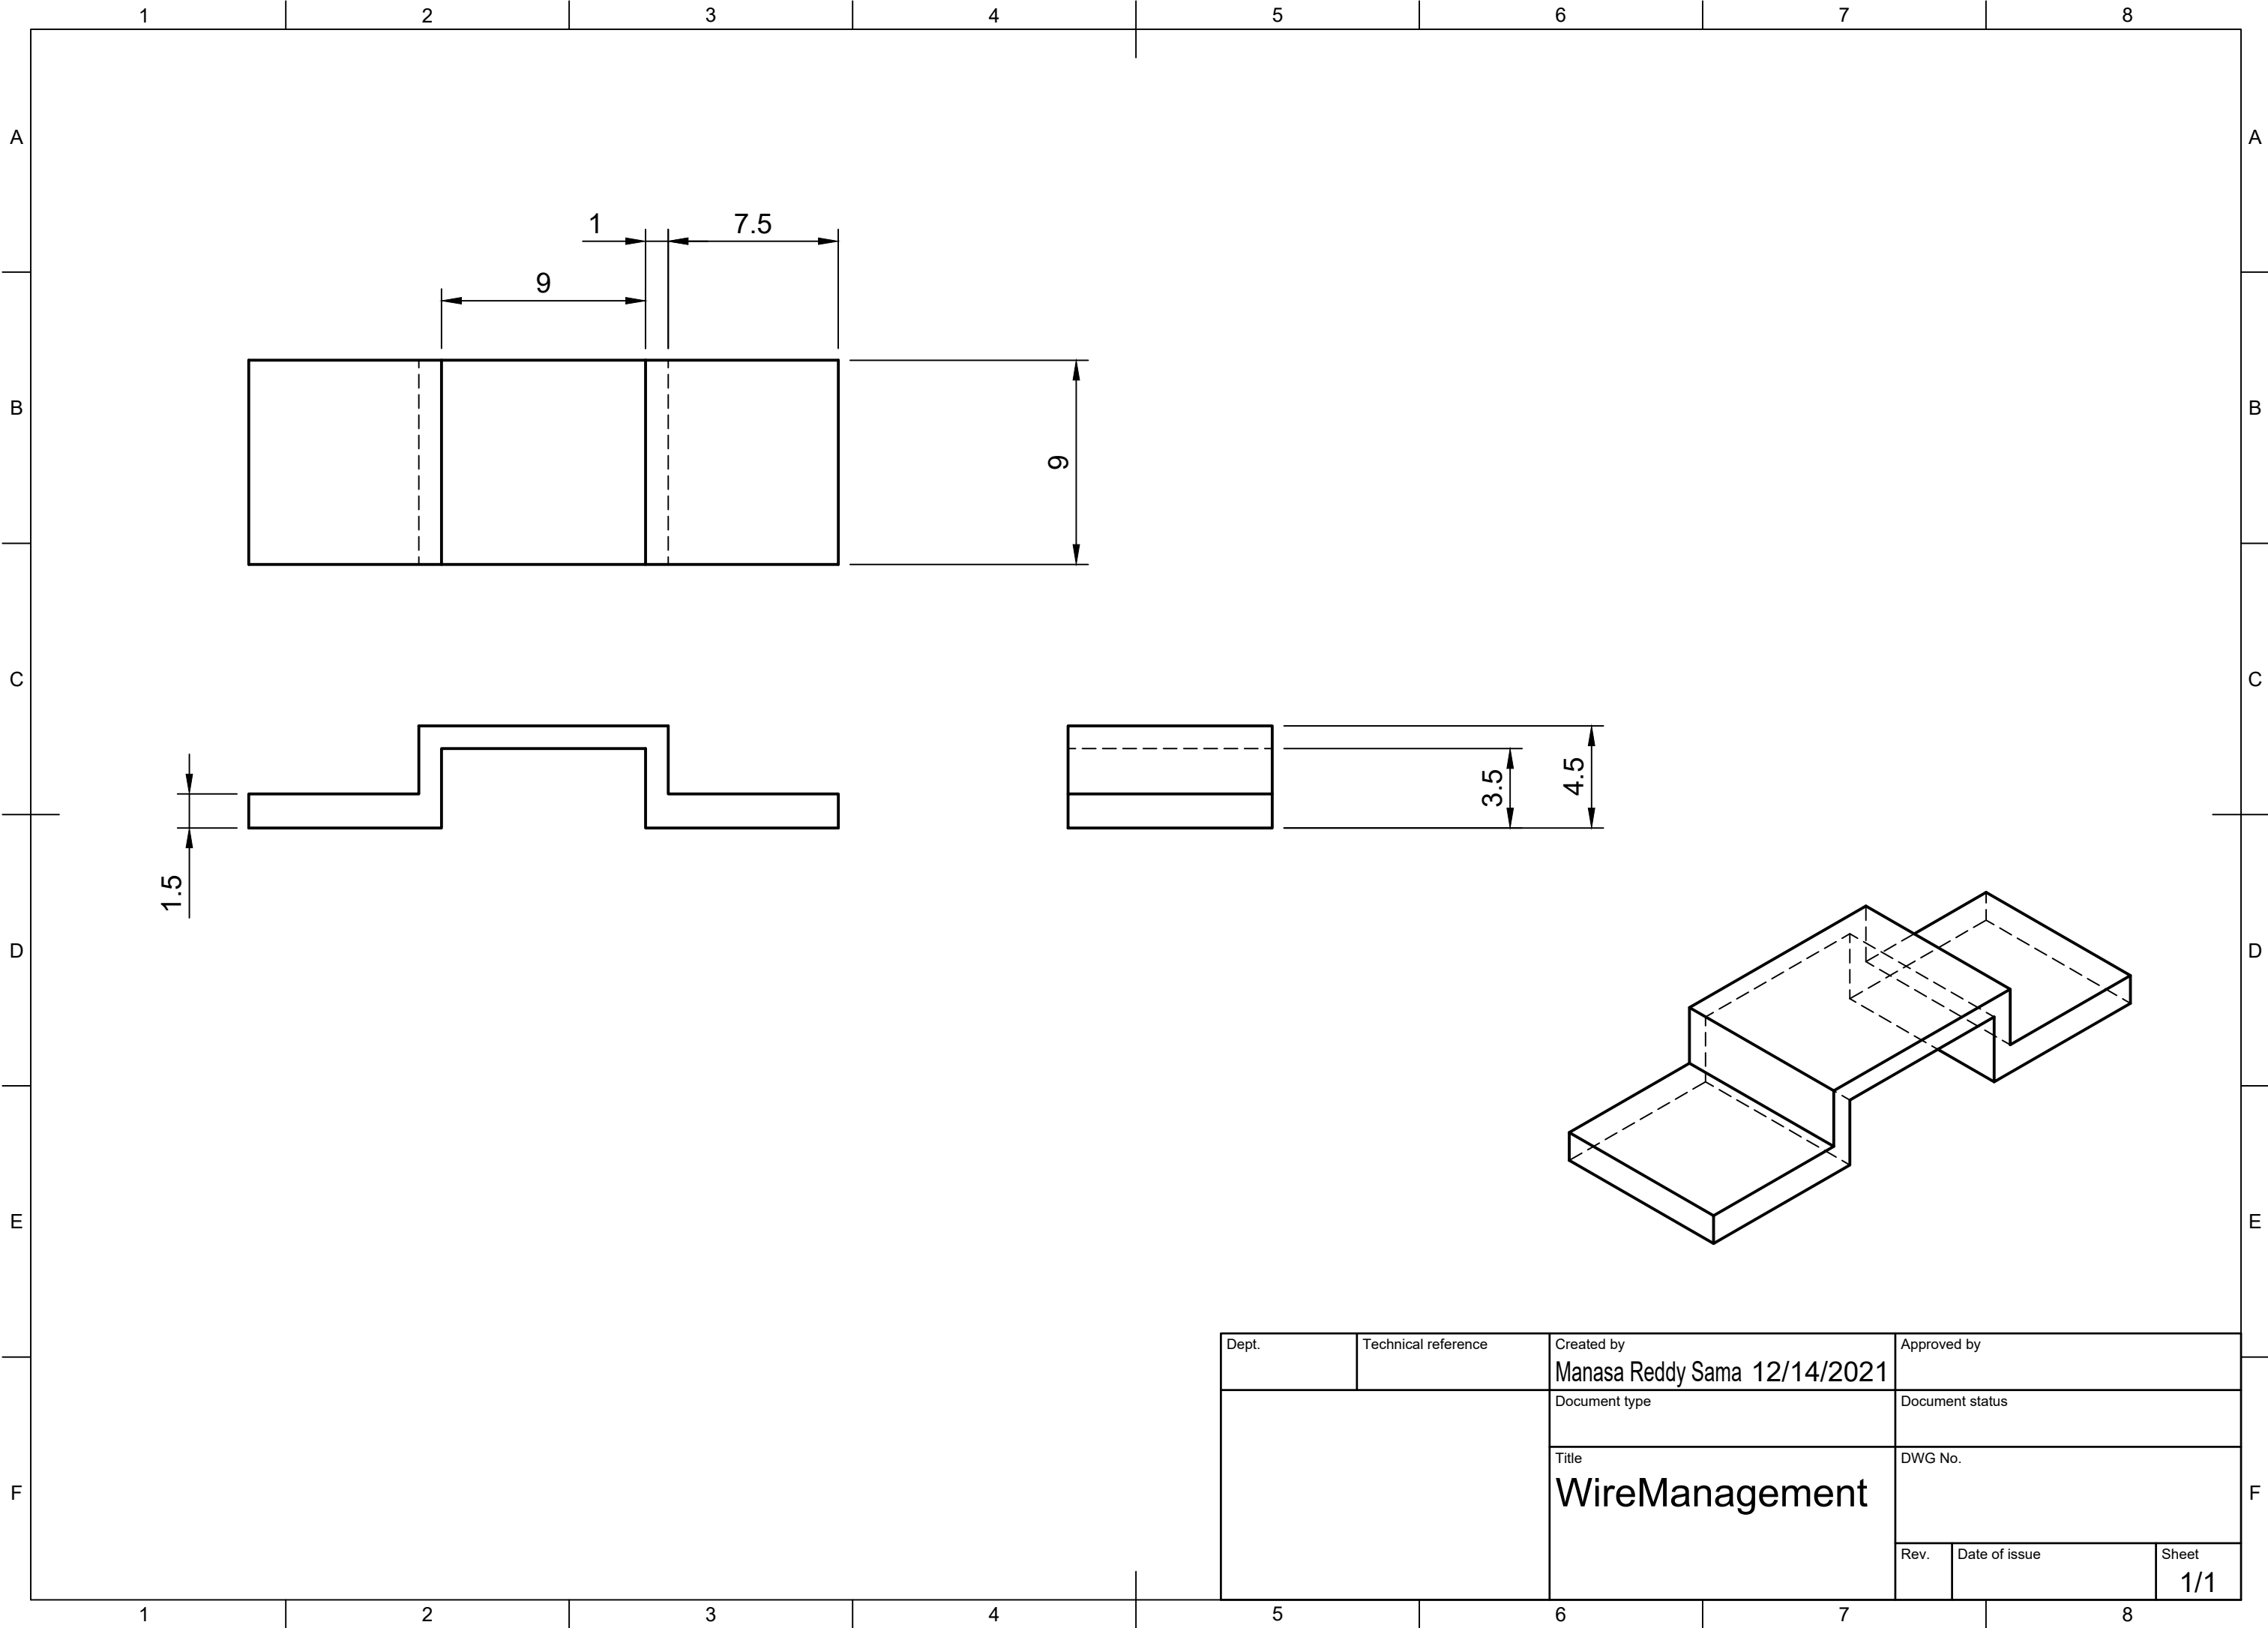 1 2 3 4 5 6 7 8
A A
1 7.5
9
B B
9
C C
3.5 4.5
1.5
D D
E E
Dept. Technical reference Created by Approved by
Manasa Reddy Sama 12/14/2021
Document type Document status
Title DWG No.
WireManagement
F F
Rev. Date of issue Sheet
1/1
1 2 3 4 5 6 7 8